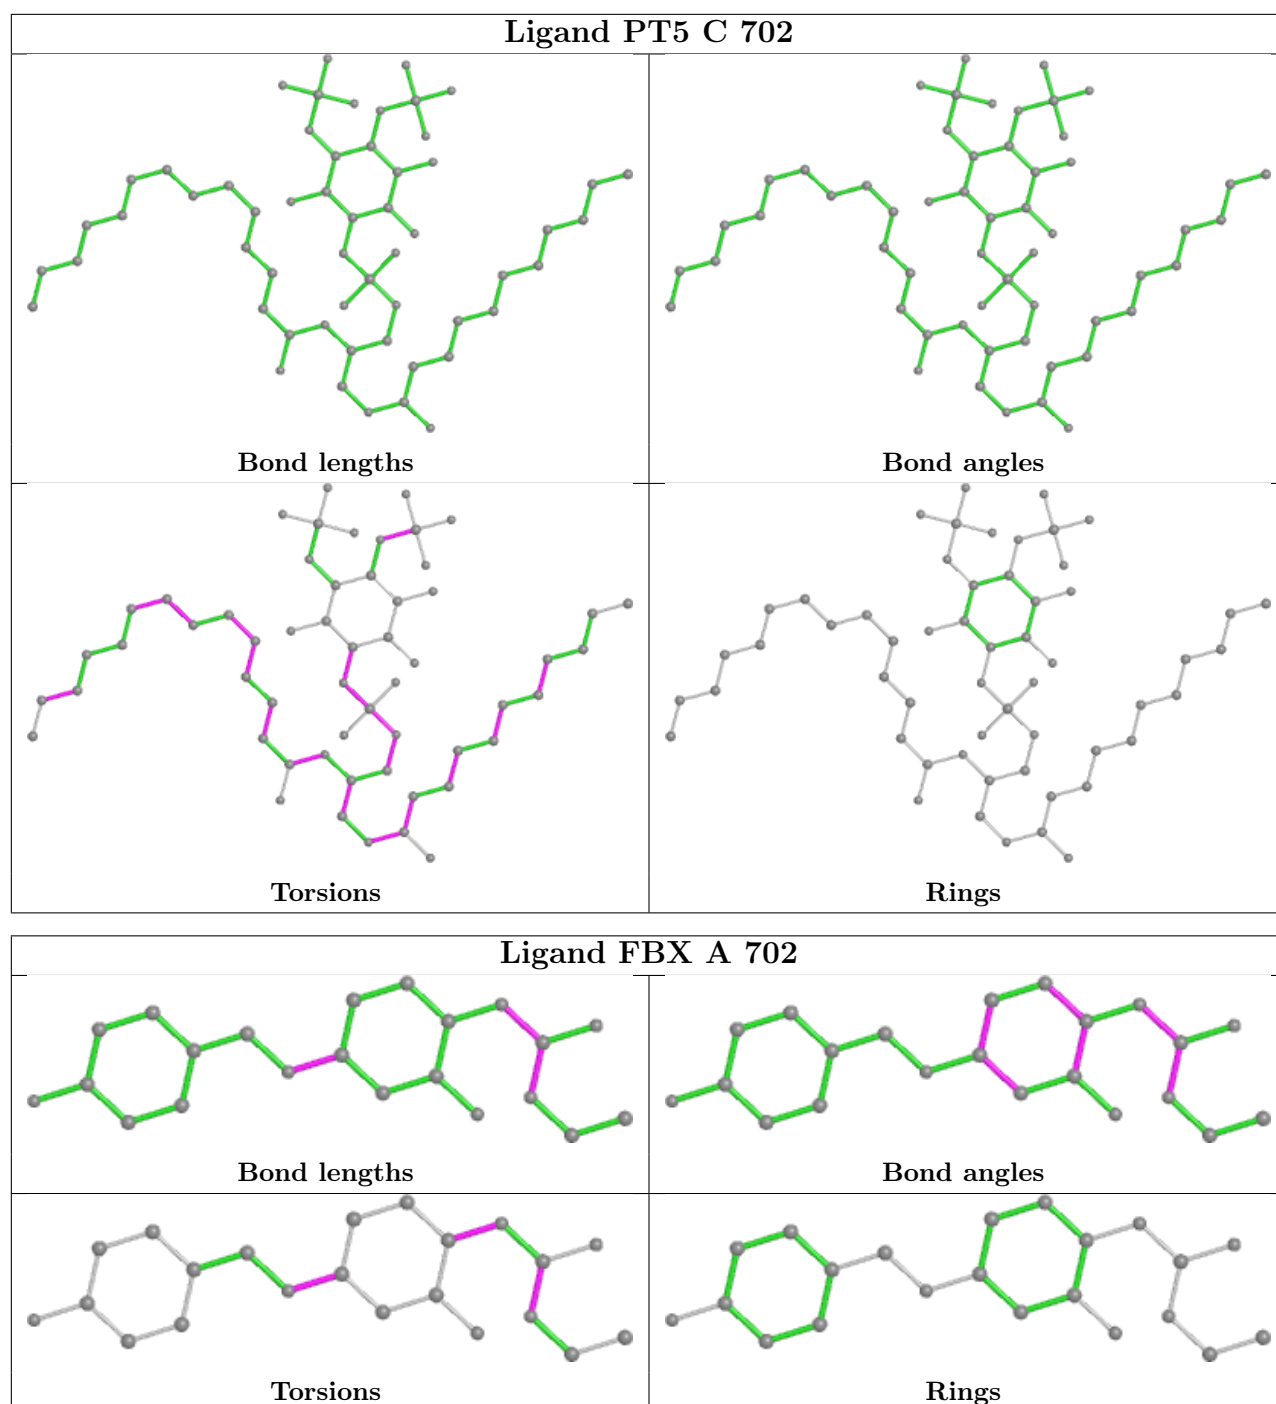 Ligand PT5 C 702
Bond lengths
Bond angles
Torsions
Rings
Ligand FBX A 702
Bond lengths
Bond angles
Torsions
Rings